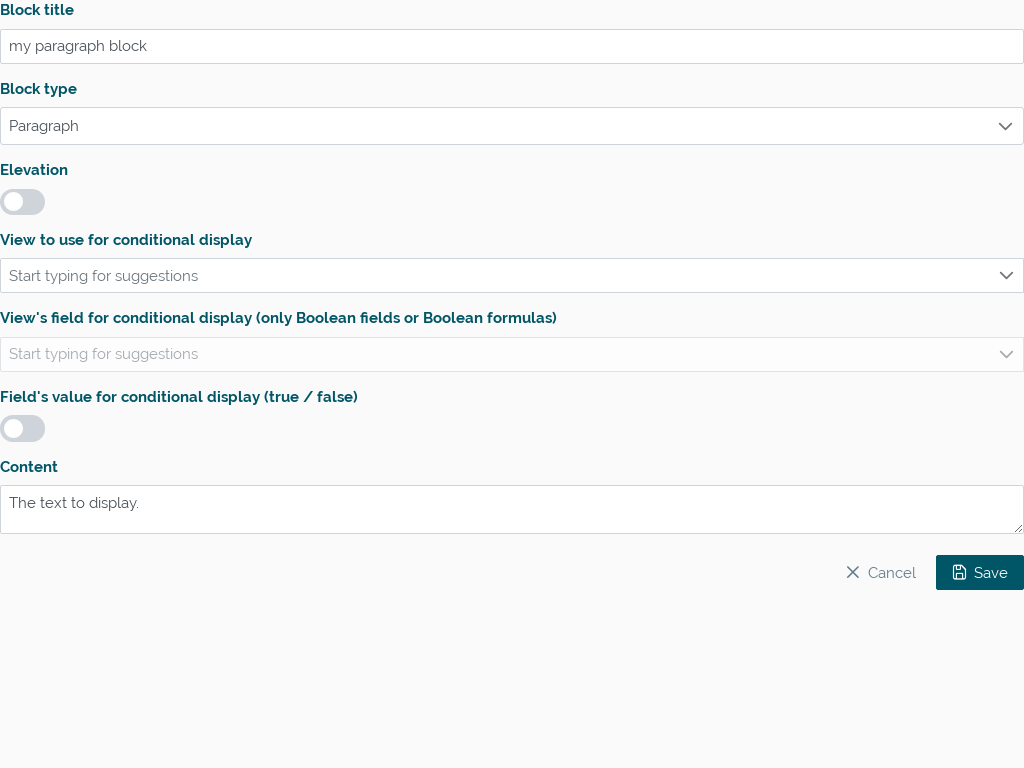 Block title
my paragraph block
Block type
Paragraph
Elevation
View to use for conditional display
Start typing for suggestions
View's field for conditional display (only Boolean fields or Boolean formulas)
Start typing for suggestions
Field's value for conditional display (true / false)
Content
The text to display.
Cancel Save